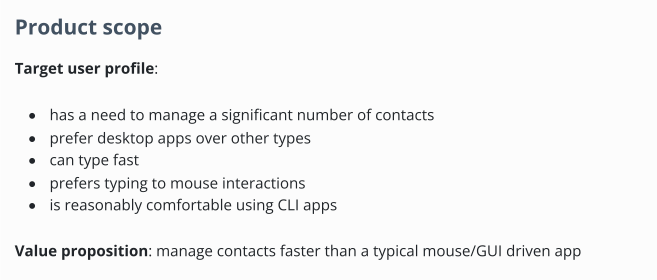 Product scope
Target user profile:
• has a need to manage a significant number of contacts
• prefer desktop apps over other types
• can type fast
• prefers typing to mouse interactions
• is reasonably comfortable using CLI apps
Value proposition: manage contacts faster than a typical mouse/GUI driven app